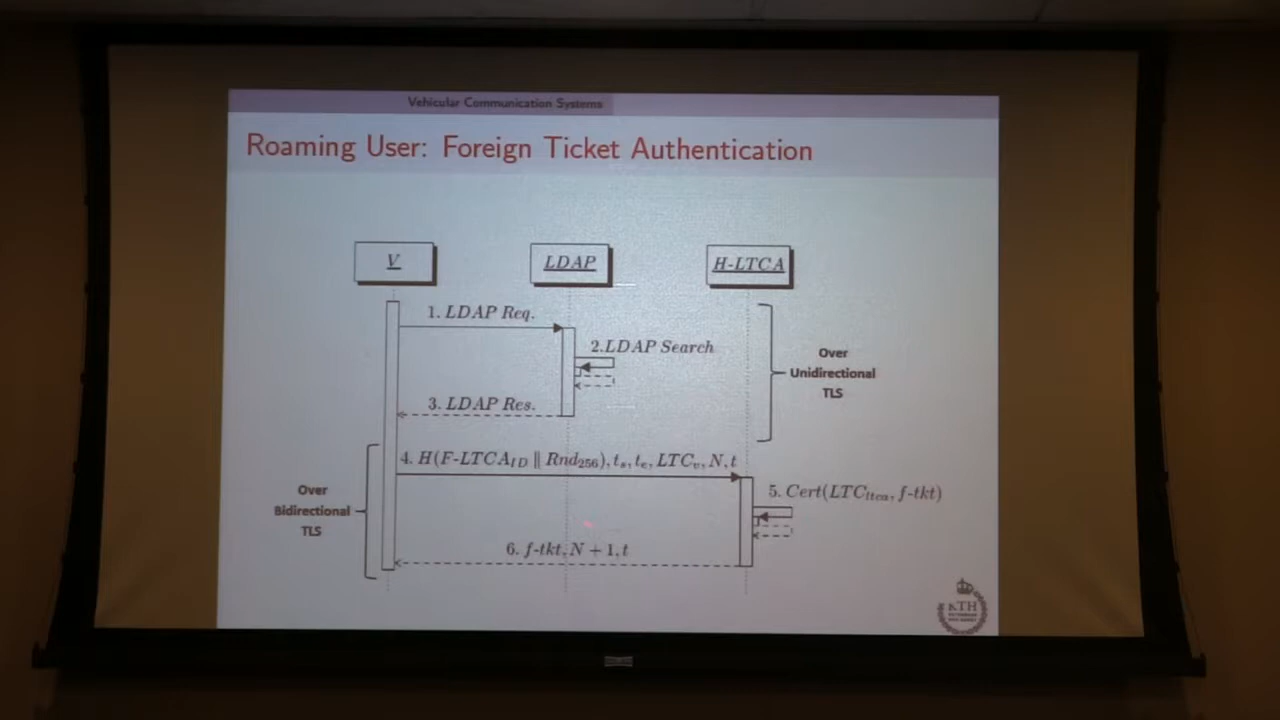 Vehicular Communication Systems
Roaming User: Foreign Ticket Authentication
V
LDAP
H-LTCA
1. LDAP Req.
2.LDAP Search
Over
Unidirectional
TLS
3. LDAP Res.
4. H(F-LTCA_ID ‖ Rnd_256), t_s, t_e, LTC_v, N, t
5. Cert(LTC_ltca, f-tkt)
Over
Bidirectional
TLS
6. f-tkt, N + 1, t
KTH